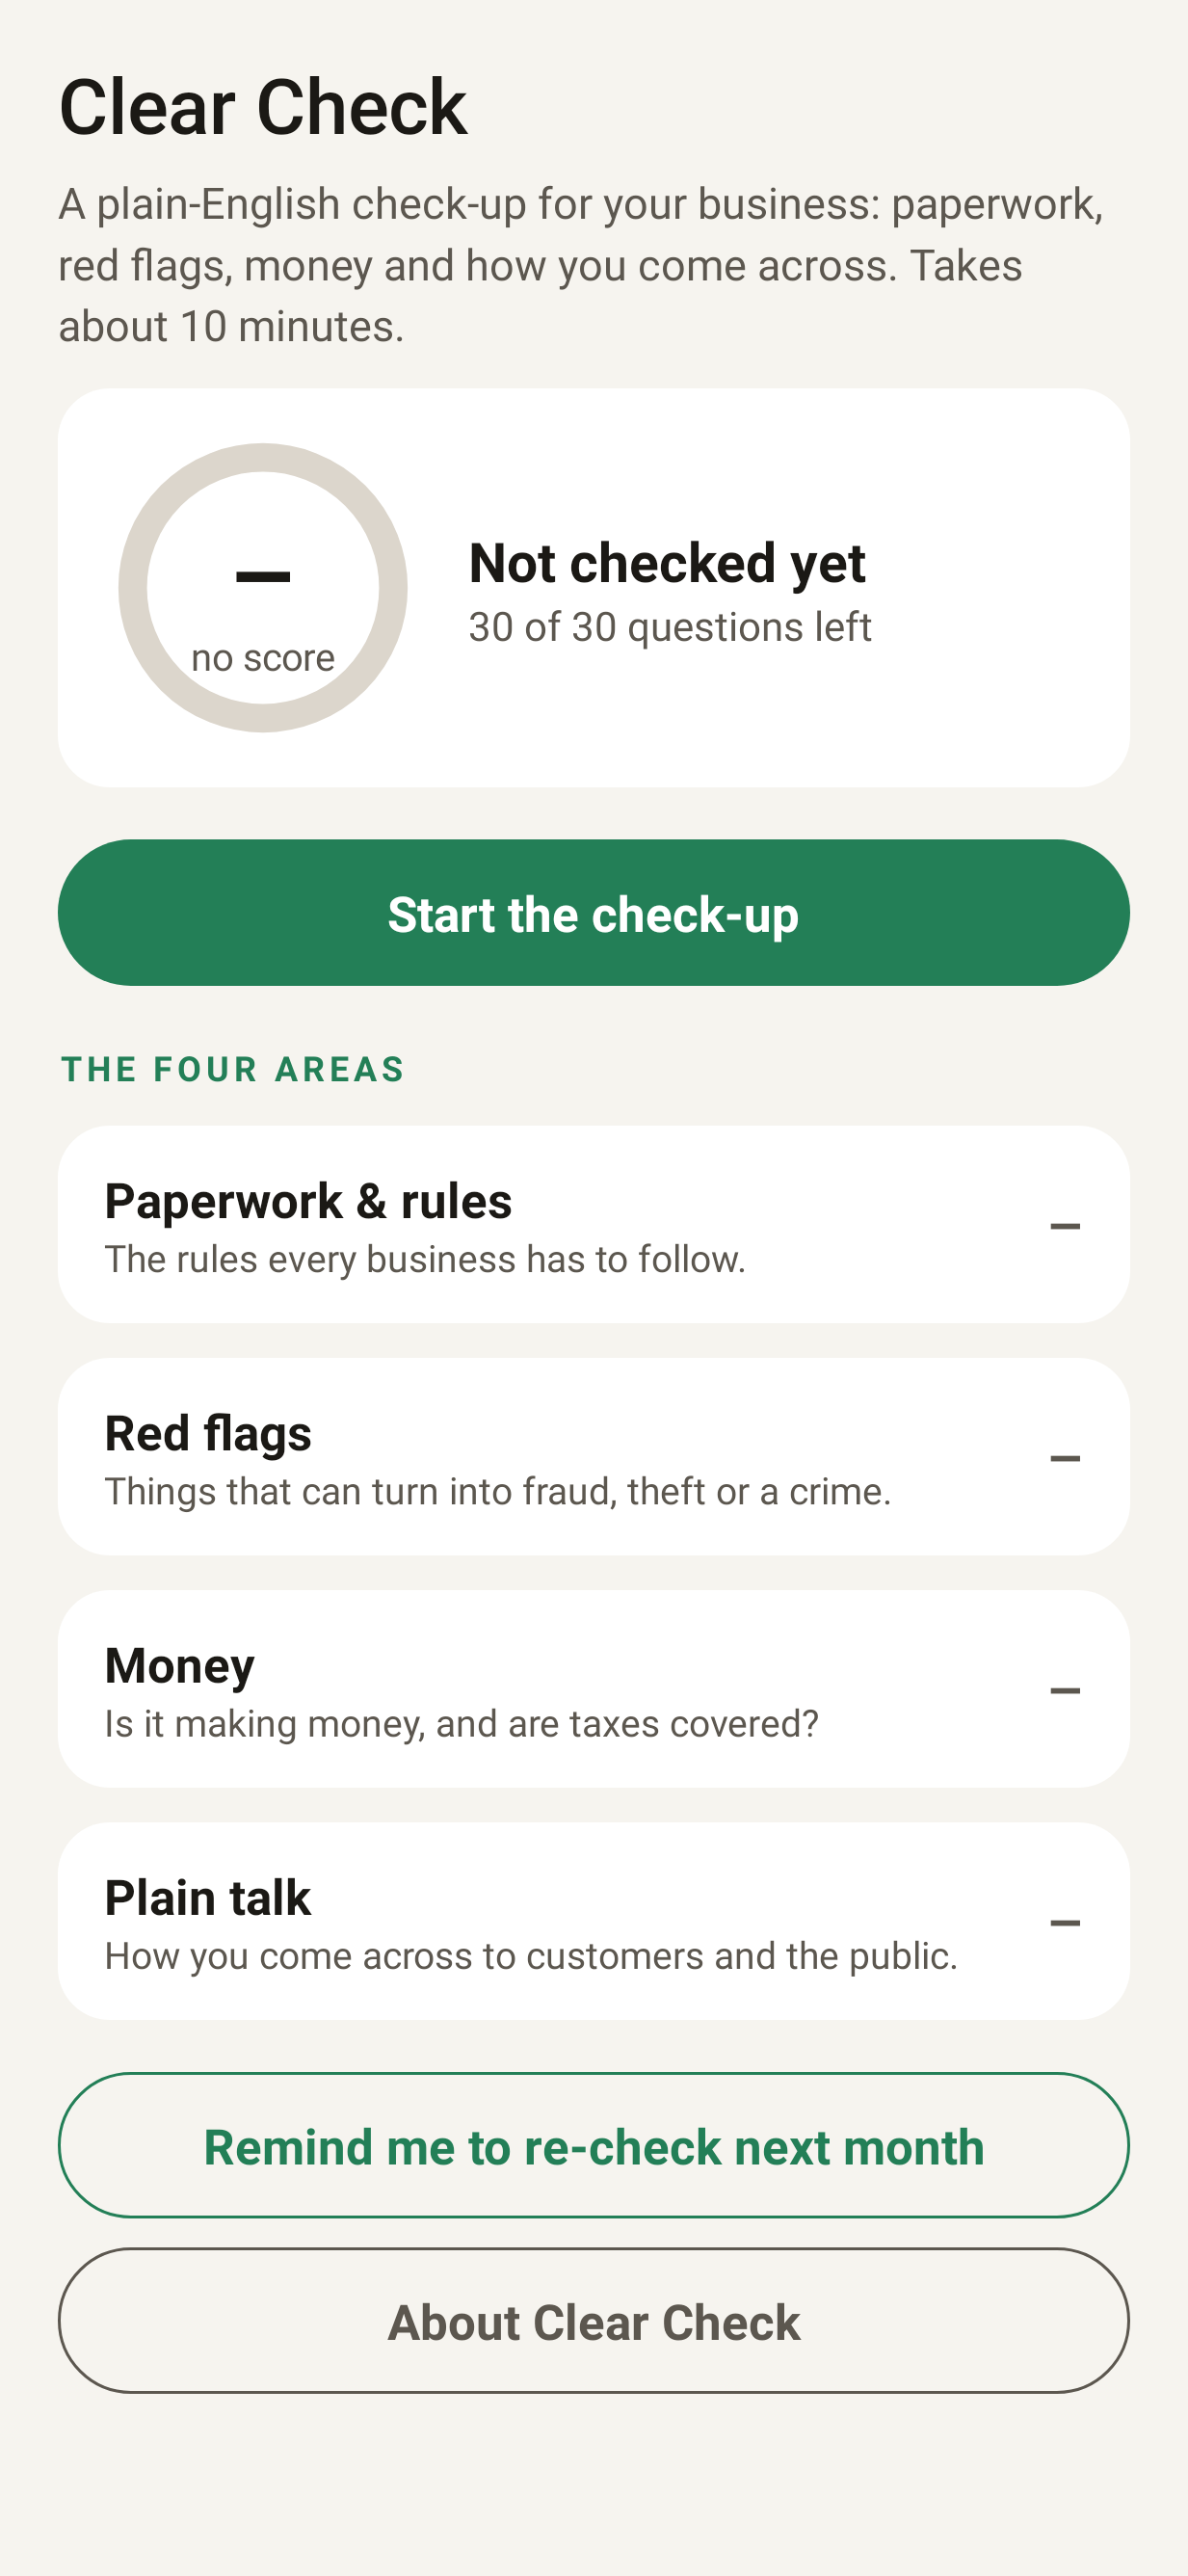 Clear Check
A plain-English check-up for your business: paperwork,
red flags, money and how you come across. Takes
about 10 minutes.
–
no score
Not checked yet
30 of 30 questions left
Start the check-up
THE FOUR AREAS
Paperwork & rules
The rules every business has to follow.
–
Red flags
Things that can turn into fraud, theft or a crime.
–
Money
Is it making money, and are taxes covered?
–
Plain talk
How you come across to customers and the public.
–
Remind me to re-check next month
About Clear Check